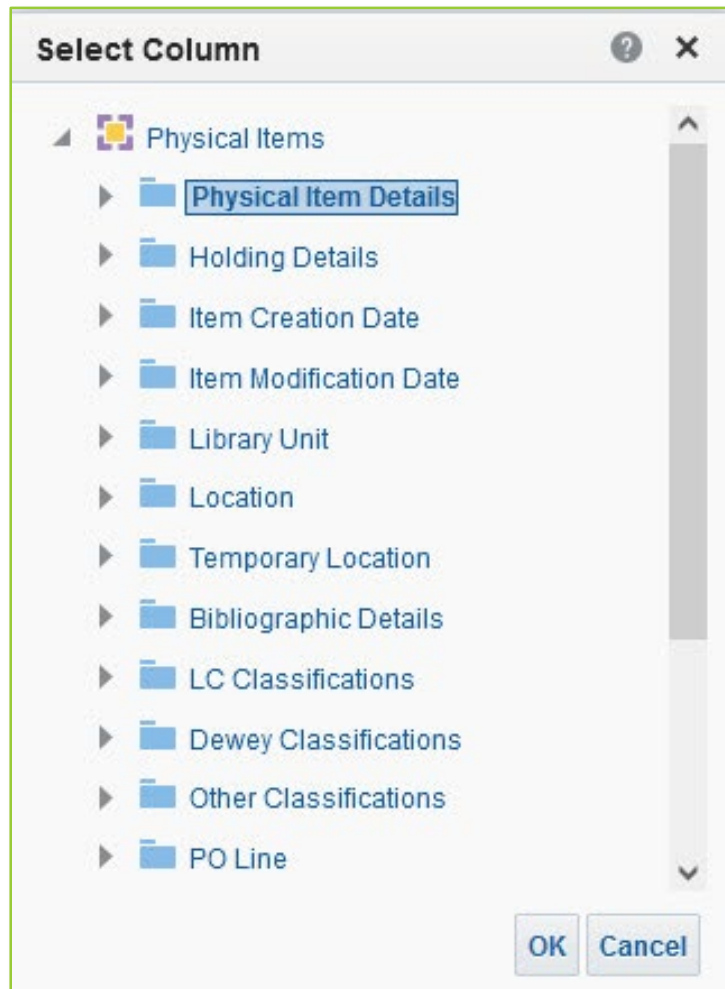 Select Column
Physical Items
Physical Item Details
Holding Details
Item Creation Date
Item Modification Date
Library Unit
Location
Temporary Location
Bibliographic Details
LC Classifications
Dewey Classifications
Other Classifications
PO Line
OK Cancel